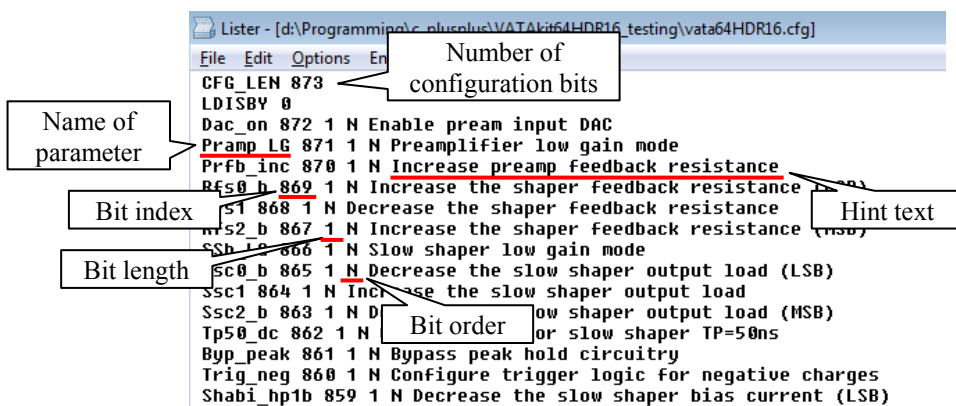 Lister - [d:\Programming\c_plusplus\VATAkit64HDR16_testing\vata64HDR16.cfg]
File Edit Options En
Number of
configuration bits
CFG_LEN 873
LDISBY 0
Dac_on 872 1 N Enable pream input DAC
Name of
parameter
Pramp_LG 871 1 N Preamplifier low gain mode
Prfb_inc 870 1 N Increase preamp feedback resistance
Rfs0_b 869 1 N Increase the shaper feedback resistance
Bit index
868 1 N Decrease the shaper feedback resistance
Hint text
Rfs2_b 867 1 N Increase the shaper feedback resistance (MSB)
866 1 N Slow shaper low gain mode
Bit length
Ssc0_b 865 1 N Decrease the slow shaper output load (LSB)
Ssc1 864 1 N Increase the slow shaper output load
Ssc2_b 863 1 N shaper output load (MSB)
Bit order
Tp50_dc 862 1 N or slow shaper TP=50ns
Byp_peak 861 1 N Bypass peak hold circuitry
Trig_neg 860 1 N Configure trigger logic for negative charges
Shabi_hp1b 859 1 N Decrease the slow shaper bias current (LSB)